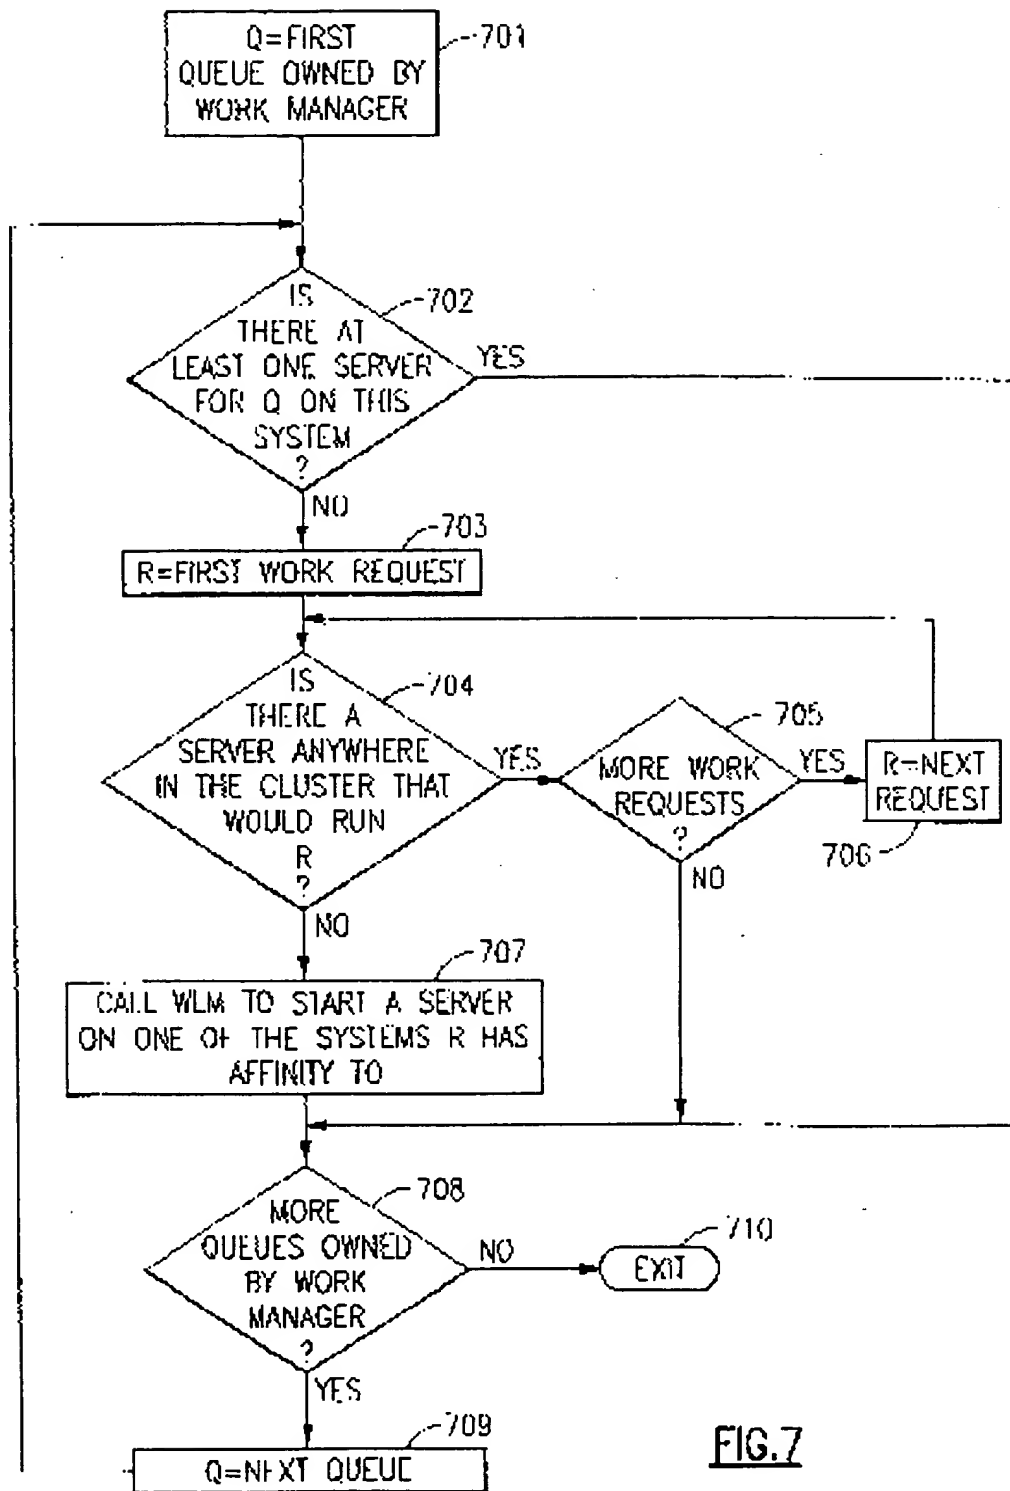 Q=FIRST
QUEUE OWNED BY
WORK MANAGER
701
IS
THERE AT
LEAST ONE SERVER
FOR Q ON THIS
SYSTEM
?
702
YES
NO
703
R=FIRST WORK REQUEST
IS
THERE A
SERVER ANYWHERE
IN THE CLUSTER THAT
WOULD RUN
R
?
704
YES
NO
705
MORE WORK
REQUESTS
?
YES
NO
R=NEXT
REQUEST
706
707
CALL WLM TO START A SERVER
ON ONE OF THE SYSTEMS R HAS
AFFINITY TO
708
MORE
QUEUES OWNED
BY WORK
MANAGER
?
NO
YES
710
EXIT
709
Q=NEXT QUEUE
FIG.7